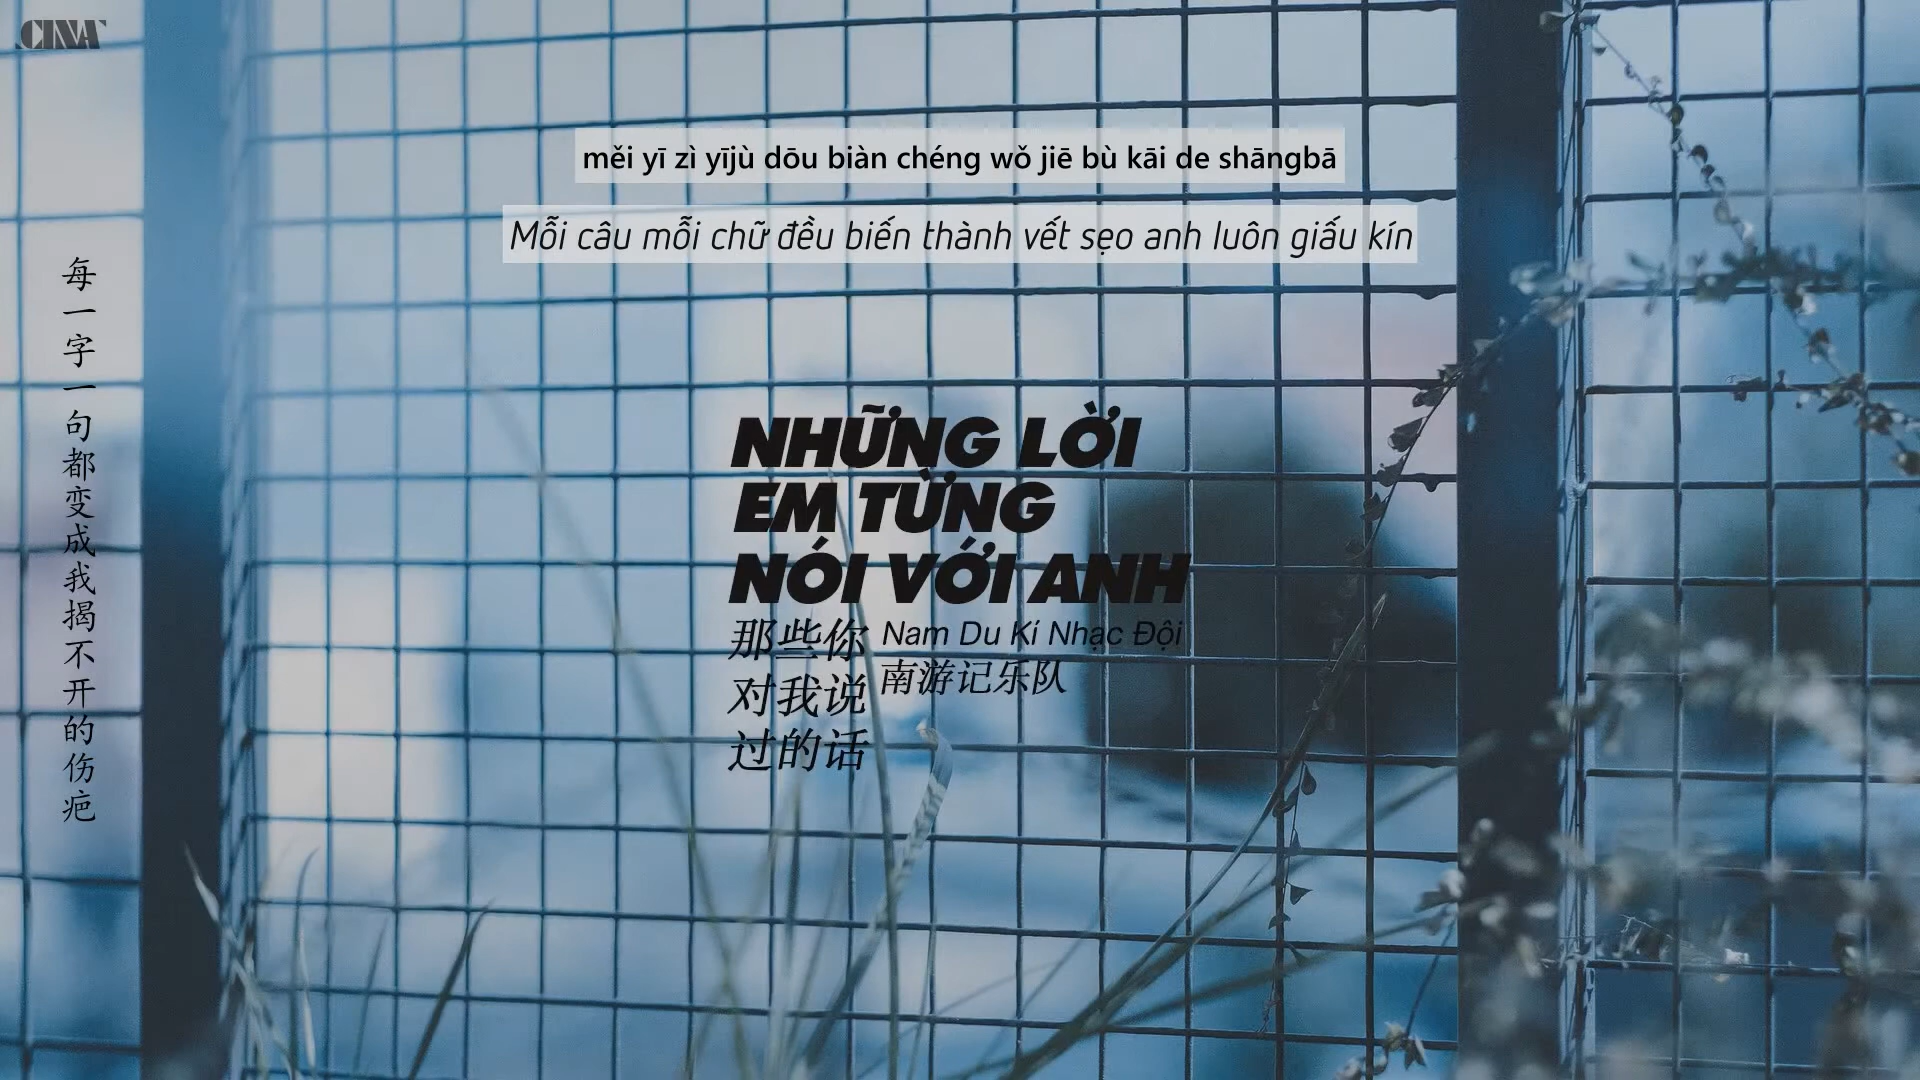 .CINA
měi yī zì yījù dōu biàn chéng wǒ jiē bù kāi de shāngbā
Mỗi câu mỗi chữ đều biến thành vết sẹo anh luôn giấu kín
每一字一句都变成我揭不开的伤疤
NHỮNG LỜI
EM TỪNG
NÓI VỚI ANH
那些你
对我说
过的话
Nam Du Kí Nhạc Đội
南游记乐队